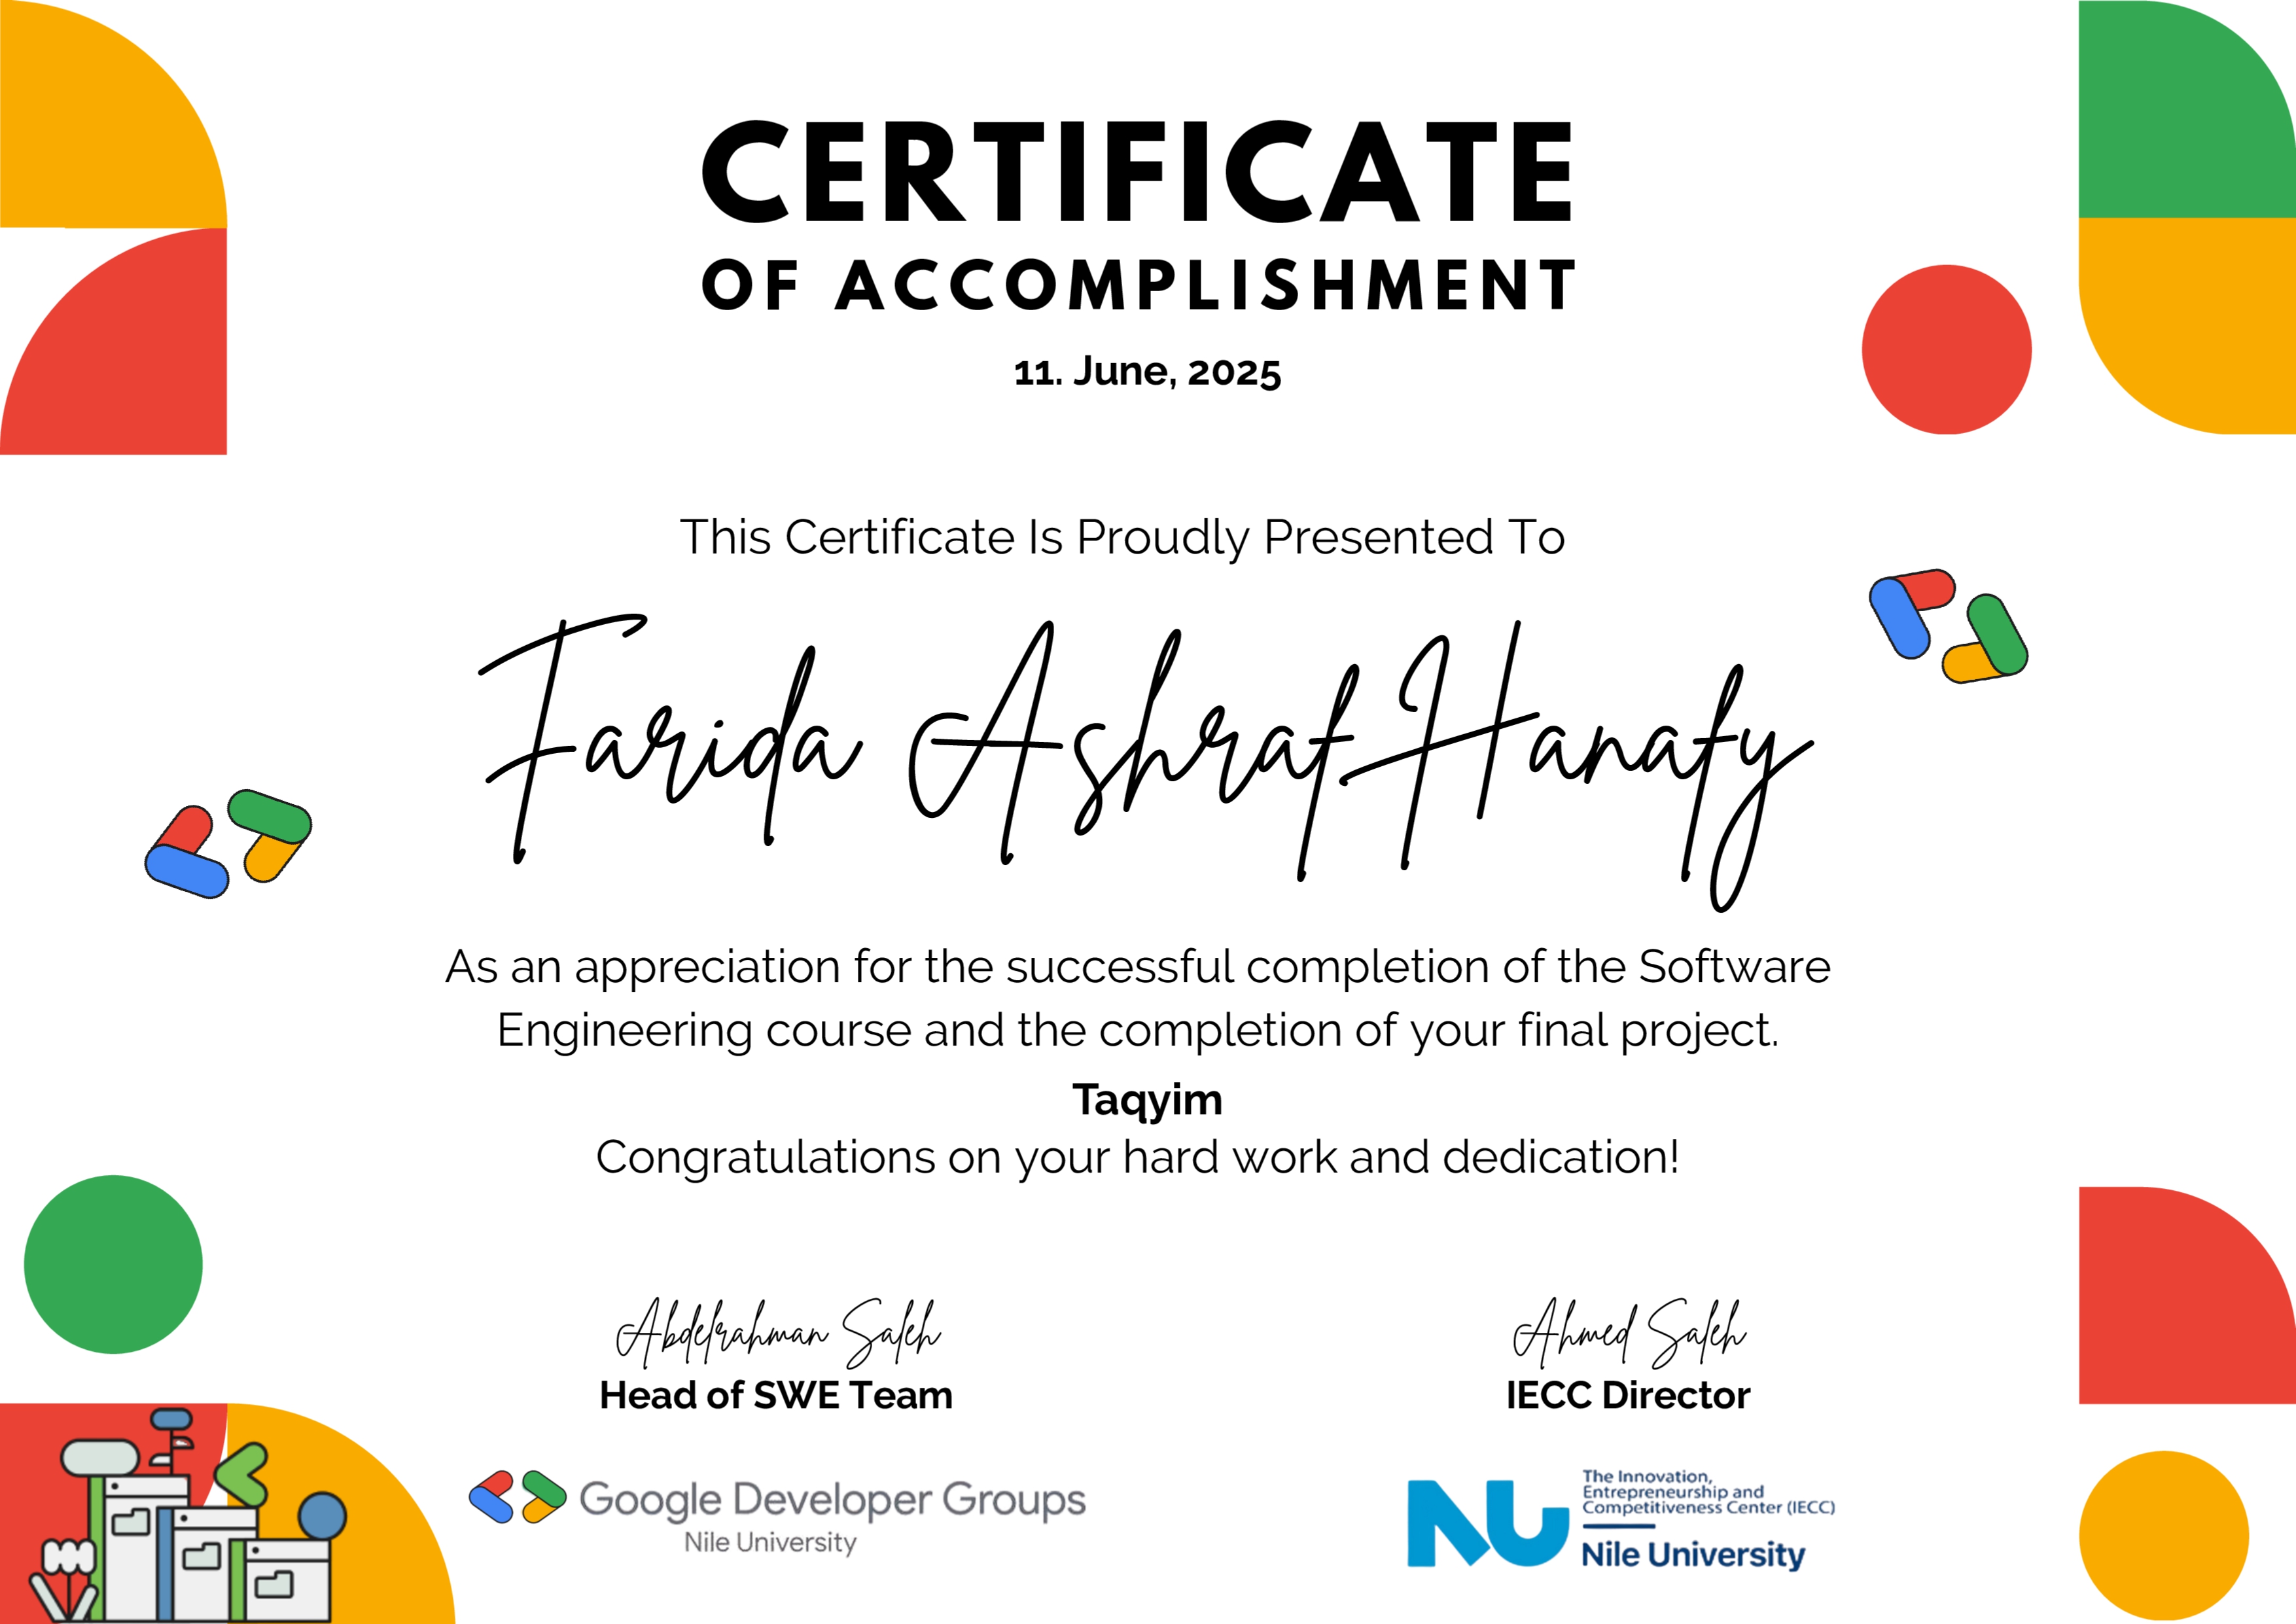 CERTIFICATE
OF ACCOMPLISHMENT
11. June, 2025
This Certificate Is Proudly Presented To
Farida Ashraf Hanafy
As an appreciation for the successful completion of the Software
Engineering course and the completion of your final project.
Taqyim
Congratulations on your hard work and dedication!
Abdelrahman Saleh
Head of SWE Team
Ahmed Saleh
IECC Director
Google Developer Groups
Nile University
NU
The Innovation,
Entrepreneurship and
Competitiveness Center (IECC)
Nile University